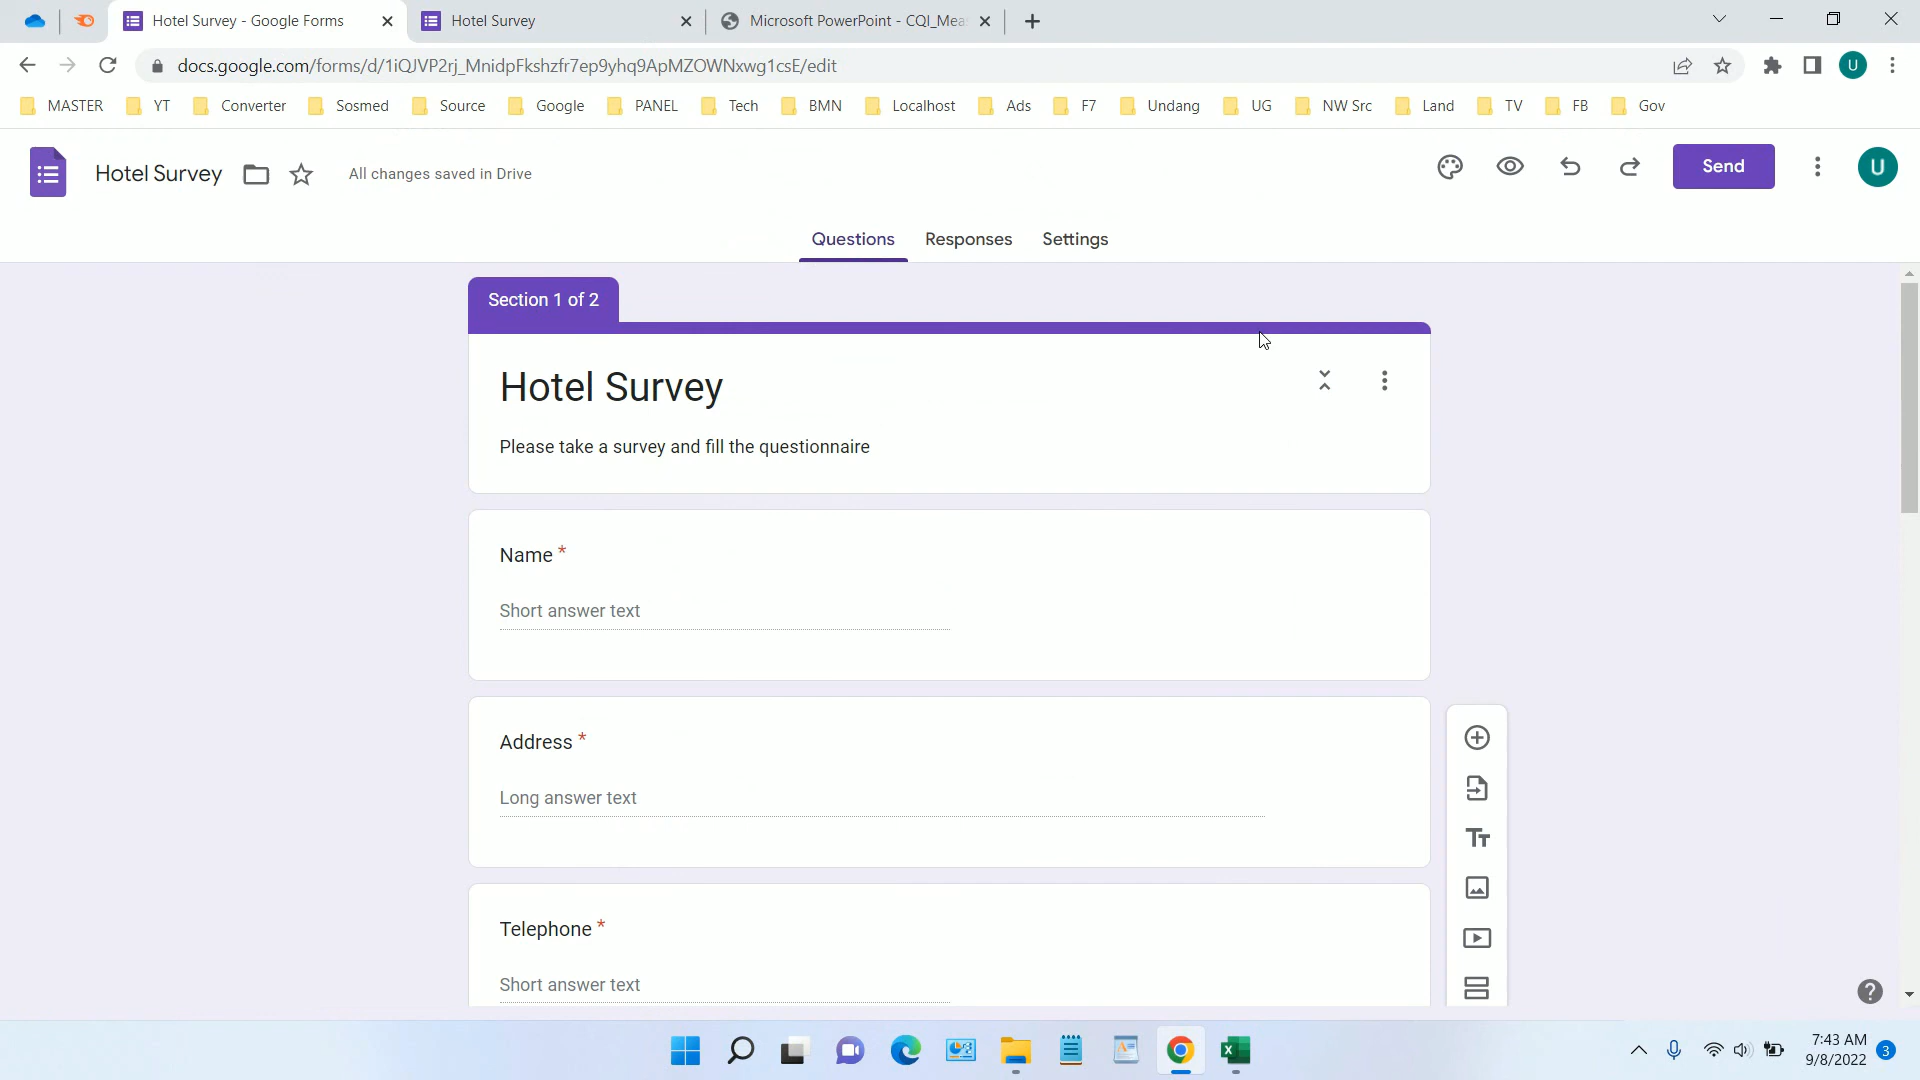 Hotel Survey - Google Forms
Hotel Survey
Microsoft PowerPoint - CQI_Mea
docs.google.com/forms/d/1iQJVP2rj_MnidpFkshzfr7ep9yhq9ApMZOWNxwg1csE/edit
U
MASTER
YT
Converter
Sosmed
Source
Google
PANEL
Tech
BMN
Localhost
Ads
F7
Undang
UG
NW Src
Land
TV
FB
Gov
Hotel Survey
All changes saved in Drive
Send
U
Questions
Responses
Settings
Section 1 of 2
Hotel Survey
Please take a survey and fill the questionnaire
Name *
Short answer text
Address *
Long answer text
Telephone *
Short answer text
7:43 AM
9/8/2022
3